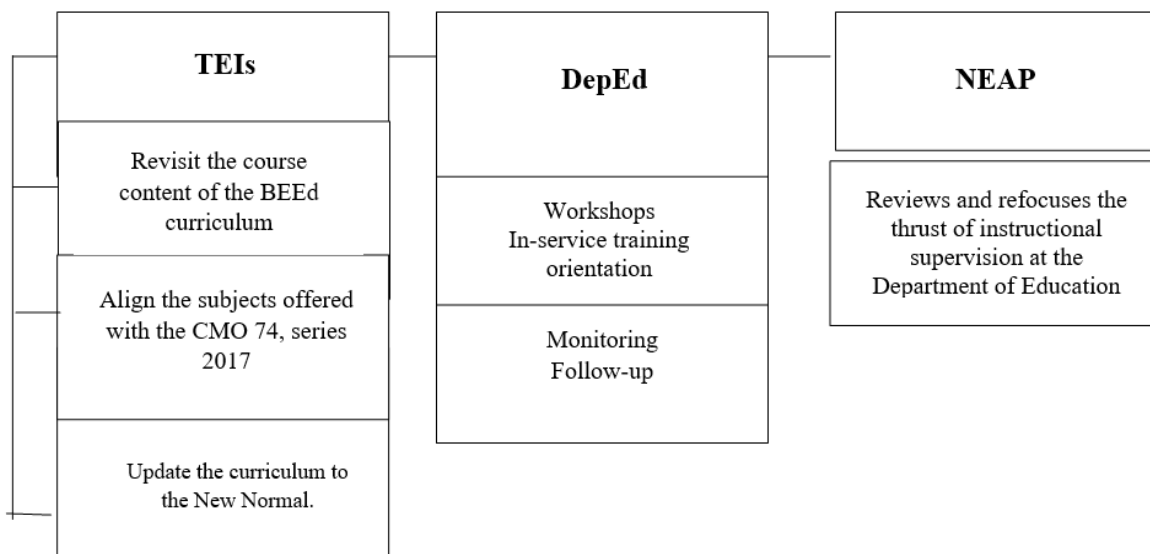 TEIs
Revisit the course
content of the BEEd
curriculum
Align the subjects offered
with the CMO 74, series
2017
Update the curriculum to
the New Normal.
DepEd
Workshops
In-service training
orientation
Monitoring
Follow-up
NEAP
Reviews and refocuses the
thrust of instructional
supervision at the
Department of Education